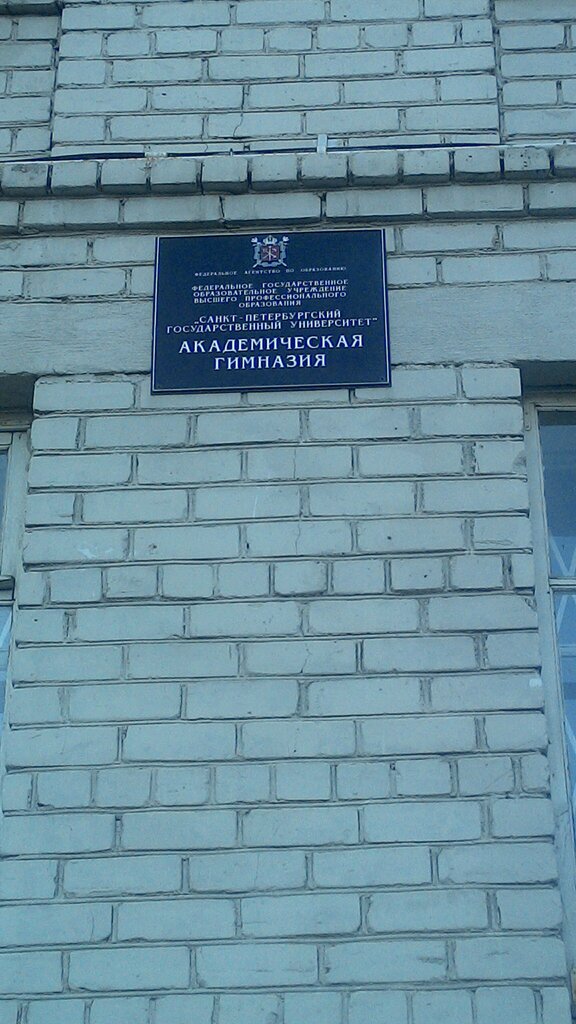 ФЕДЕРАЛЬНОЕ АГЕНТСТВО ПО ОБРАЗОВАНИЮ
ФЕДЕРАЛЬНОЕ ГОСУДАРСТВЕННОЕ
ОБРАЗОВАТЕЛЬНОЕ УЧРЕЖДЕНИЕ
ВЫСШЕГО ПРОФЕССИОНАЛЬНОГО
ОБРАЗОВАНИЯ
„САНКТ-ПЕТЕРБУРГСКИЙ
ГОСУДАРСТВЕННЫЙ УНИВЕРСИТЕТ"
АКАДЕМИЧЕСКАЯ
ГИМНАЗИЯ